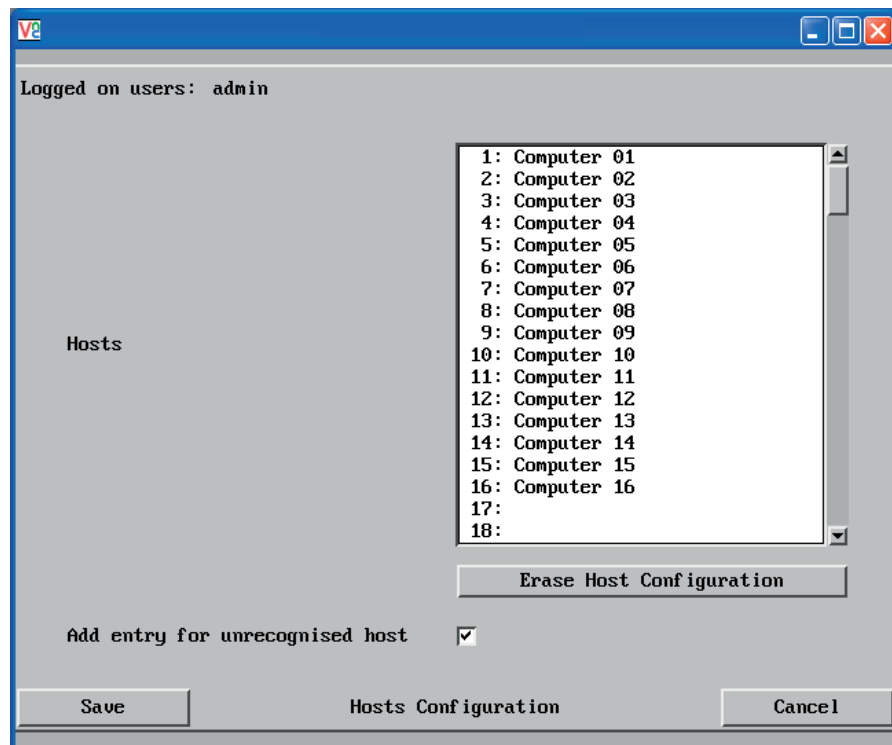 Logged on users: admin
1: Computer 01
2: Computer 02
3: Computer 03
4: Computer 04
5: Computer 05
6: Computer 06
7: Computer 07
8: Computer 08
9: Computer 09
10: Computer 10
11: Computer 11
12: Computer 12
13: Computer 13
14: Computer 14
15: Computer 15
16: Computer 16
17:
18:
Hosts
Erase Host Configuration
Add entry for unrecognised host
Save Hosts Configuration Cancel